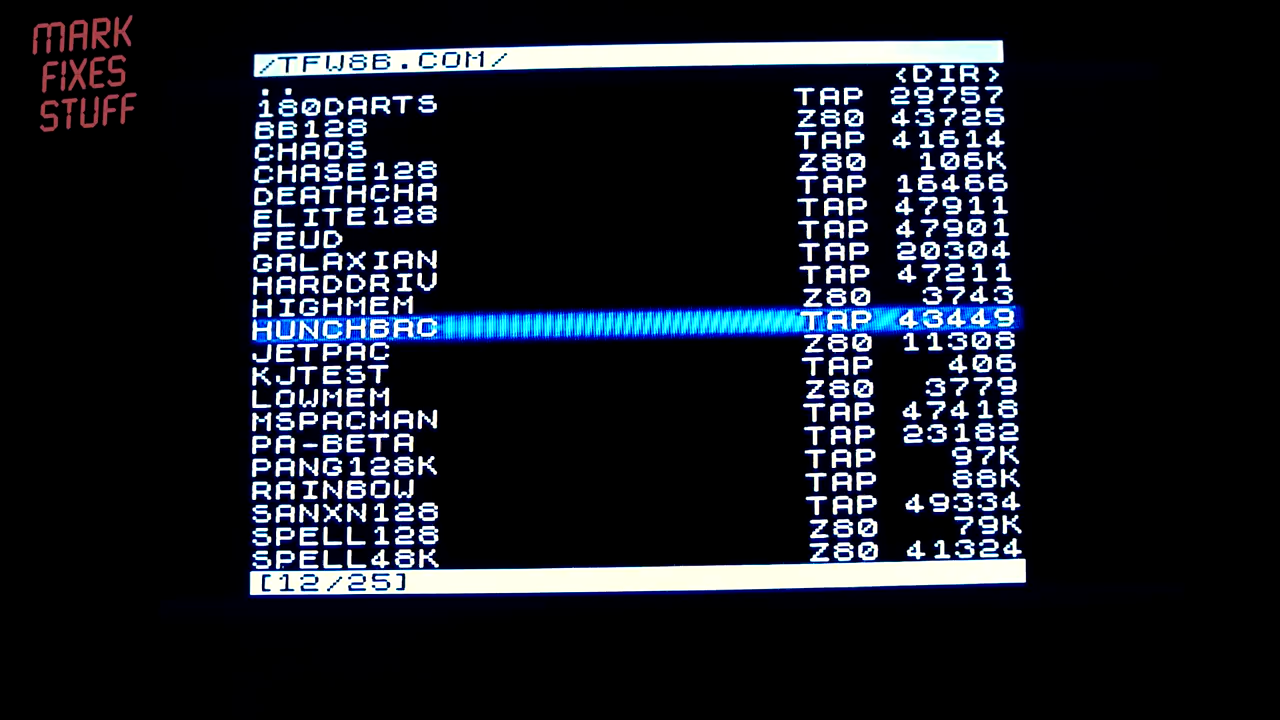 MARK
FIXES
STUFF
/TFW8B.COM/
.. <DIR>
180DARTS TAP 29757
BB128 Z80 43725
CHAOS TAP 41614
CHASE128 Z80 106K
DEATHCHA TAP 16466
ELITE128 TAP 47911
FEUD TAP 47901
GALAXIAN TAP 20304
HARDDRIV TAP 47211
HIGHMEM Z80 3743
HUNCHBAC TAP 43449
JETPAC Z80 11308
KJTEST TAP 406
LOWMEM Z80 3779
MSPACMAN TAP 47418
PA-BETA TAP 23182
PANG128K TAP 97K
RAINBOW TAP 88K
SANXN128 TAP 49334
SPELL128 Z80 79K
SPELL48K Z80 41324
[12/25]